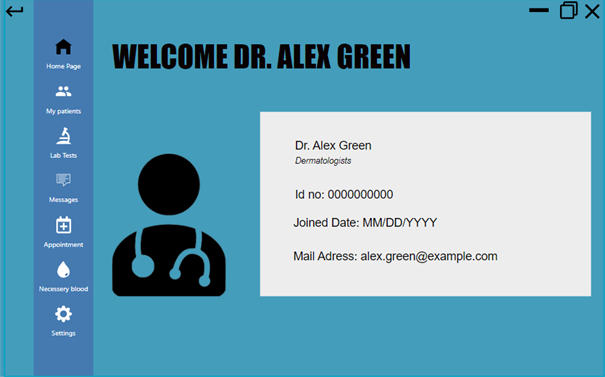 WELCOME DR. ALEX GREEN
Home Page
My patients
Lab Tests
Messages
Appointment
Necessery blood
Settings
Dr. Alex Green
Dermatologists
Id no: 0000000000
Joined Date: MM/DD/YYYY
Mail Adress: alex.green@example.com